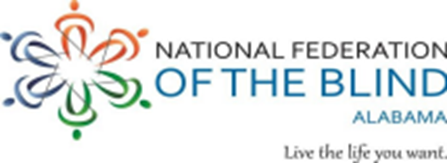 NATIONAL FEDERATION
OF THE BLIND
ALABAMA
Live the life you want.